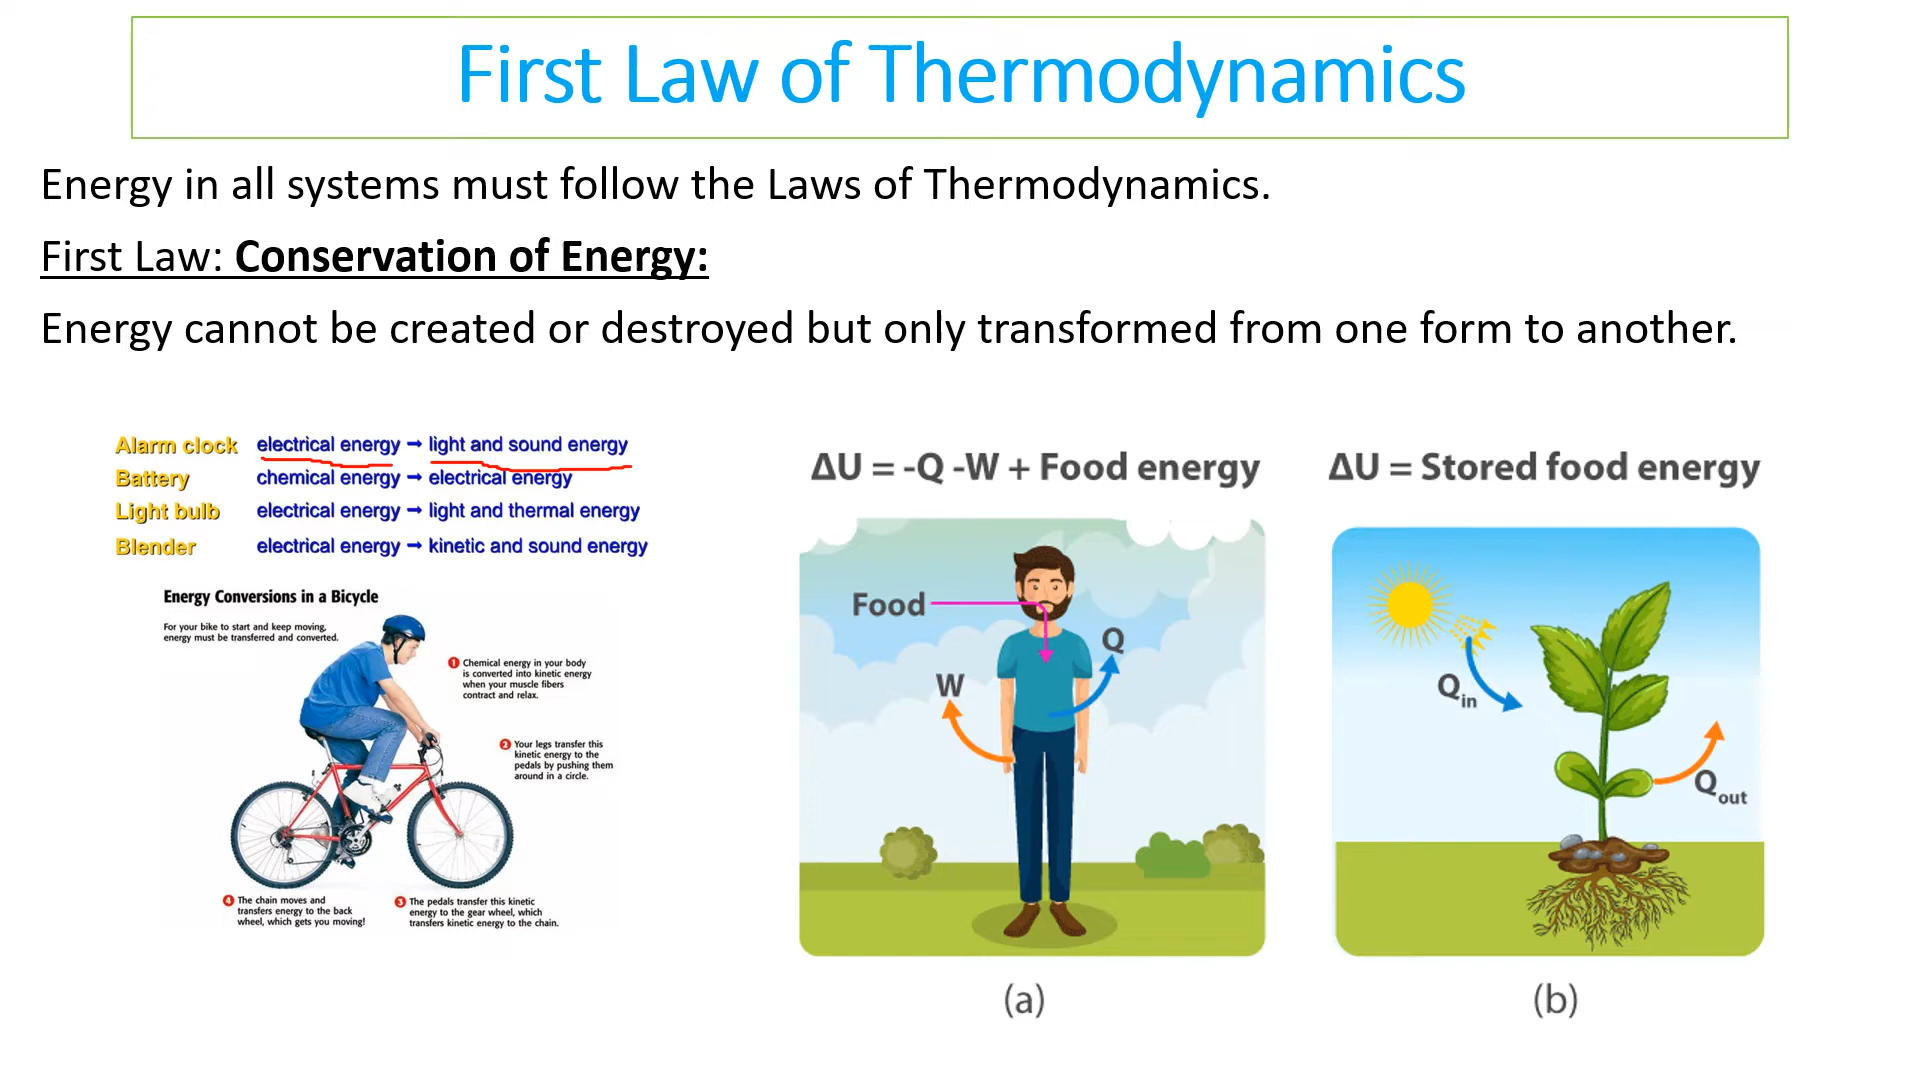 First Law of Thermodynamics
Energy in all systems must follow the Laws of Thermodynamics.
First Law: Conservation of Energy:
Energy cannot be created or destroyed but only transformed from one form to another.
Alarm clock electrical energy → light and sound energy
Battery chemical energy → electrical energy
Light bulb electrical energy → light and thermal energy
Blender electrical energy → kinetic and sound energy
Energy Conversions in a Bicycle
For your bike to start and keep moving,
energy must be transferred and converted.
1 Chemical energy in your body
is converted into kinetic energy
when your muscle fibers
contract and relax.
2 Your legs transfer this
kinetic energy to the
pedals by pushing them
around in a circle.
4 The chain moves and
transfers energy to the back
wheel, which gets you moving!
3 The pedals transfer this kinetic
energy to the gear wheel, which
transfers kinetic energy to the chain.
ΔU = -Q -W + Food energy
Food
Q
W
(a)
ΔU = Stored food energy
Qin
Qout
(b)